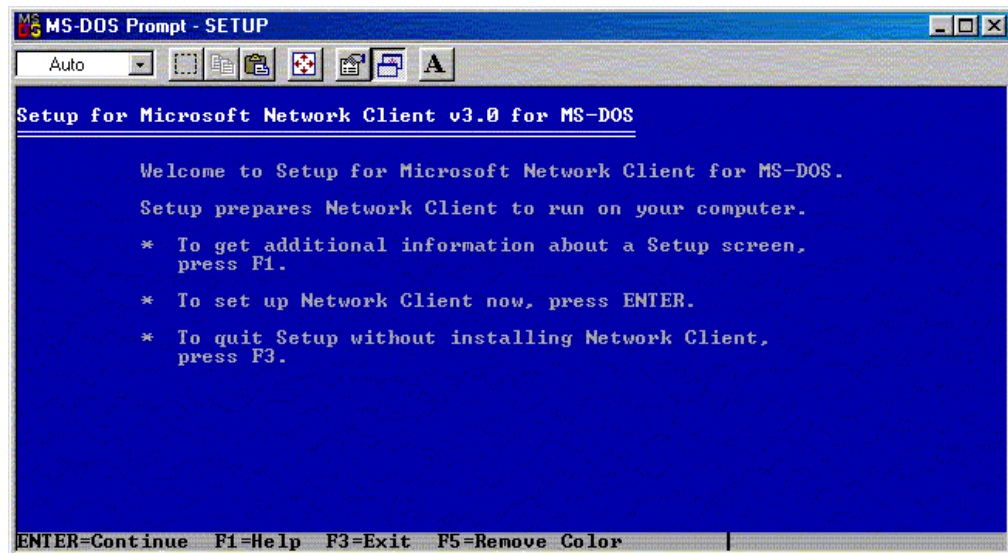 MS-DOS Prompt - SETUP
Auto
A
Setup for Microsoft Network Client v3.0 for MS-DOS
Welcome to Setup for Microsoft Network Client for MS-DOS.
Setup prepares Network Client to run on your computer.
* To get additional information about a Setup screen,
press F1.
* To set up Network Client now, press ENTER.
* To quit Setup without installing Network Client,
press F3.
ENTER=Continue F1=Help F3=Exit F5=Remove Color